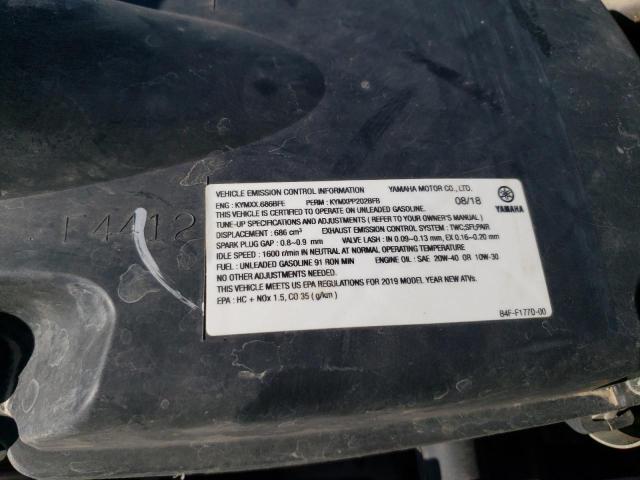 VEHICLE EMISSION CONTROL INFORMATION YAMAHA MOTOR CO., LTD.
ENG : KYMXX.686BFE PERM : KYMXPP202BFB 08/18
THIS VEHICLE IS CERTIFIED TO OPERATE ON UNLEADED GASOLINE.
YAMAHA
TUNE-UP SPECIFICATIONS AND ADJUSTMENTS ( REFER TO YOUR OWNER'S MANUAL )
DISPLACEMENT : 686 cm³ EXHAUST EMISSION CONTROL SYSTEM : TWC,SFI,PAIR
SPARK PLUG GAP : 0.8-0.9 mm VALVE LASH : IN 0.09-0.13 mm, EX 0.16-0.20 mm
IDLE SPEED : 1600 r/min IN NEUTRAL AT NORMAL OPERATING TEMPERATURE
FUEL : UNLEADED GASOLINE 91 RON MIN ENGINE OIL : SAE 20W-40 OR 10W-30
NO OTHER ADJUSTMENTS NEEDED.
THIS VEHICLE MEETS US EPA REGULATIONS FOR 2019 MODEL YEAR NEW ATVs.
EPA : HC + NOx 1.5, CO 35 ( g/km )
B4F-F1770-00
14412